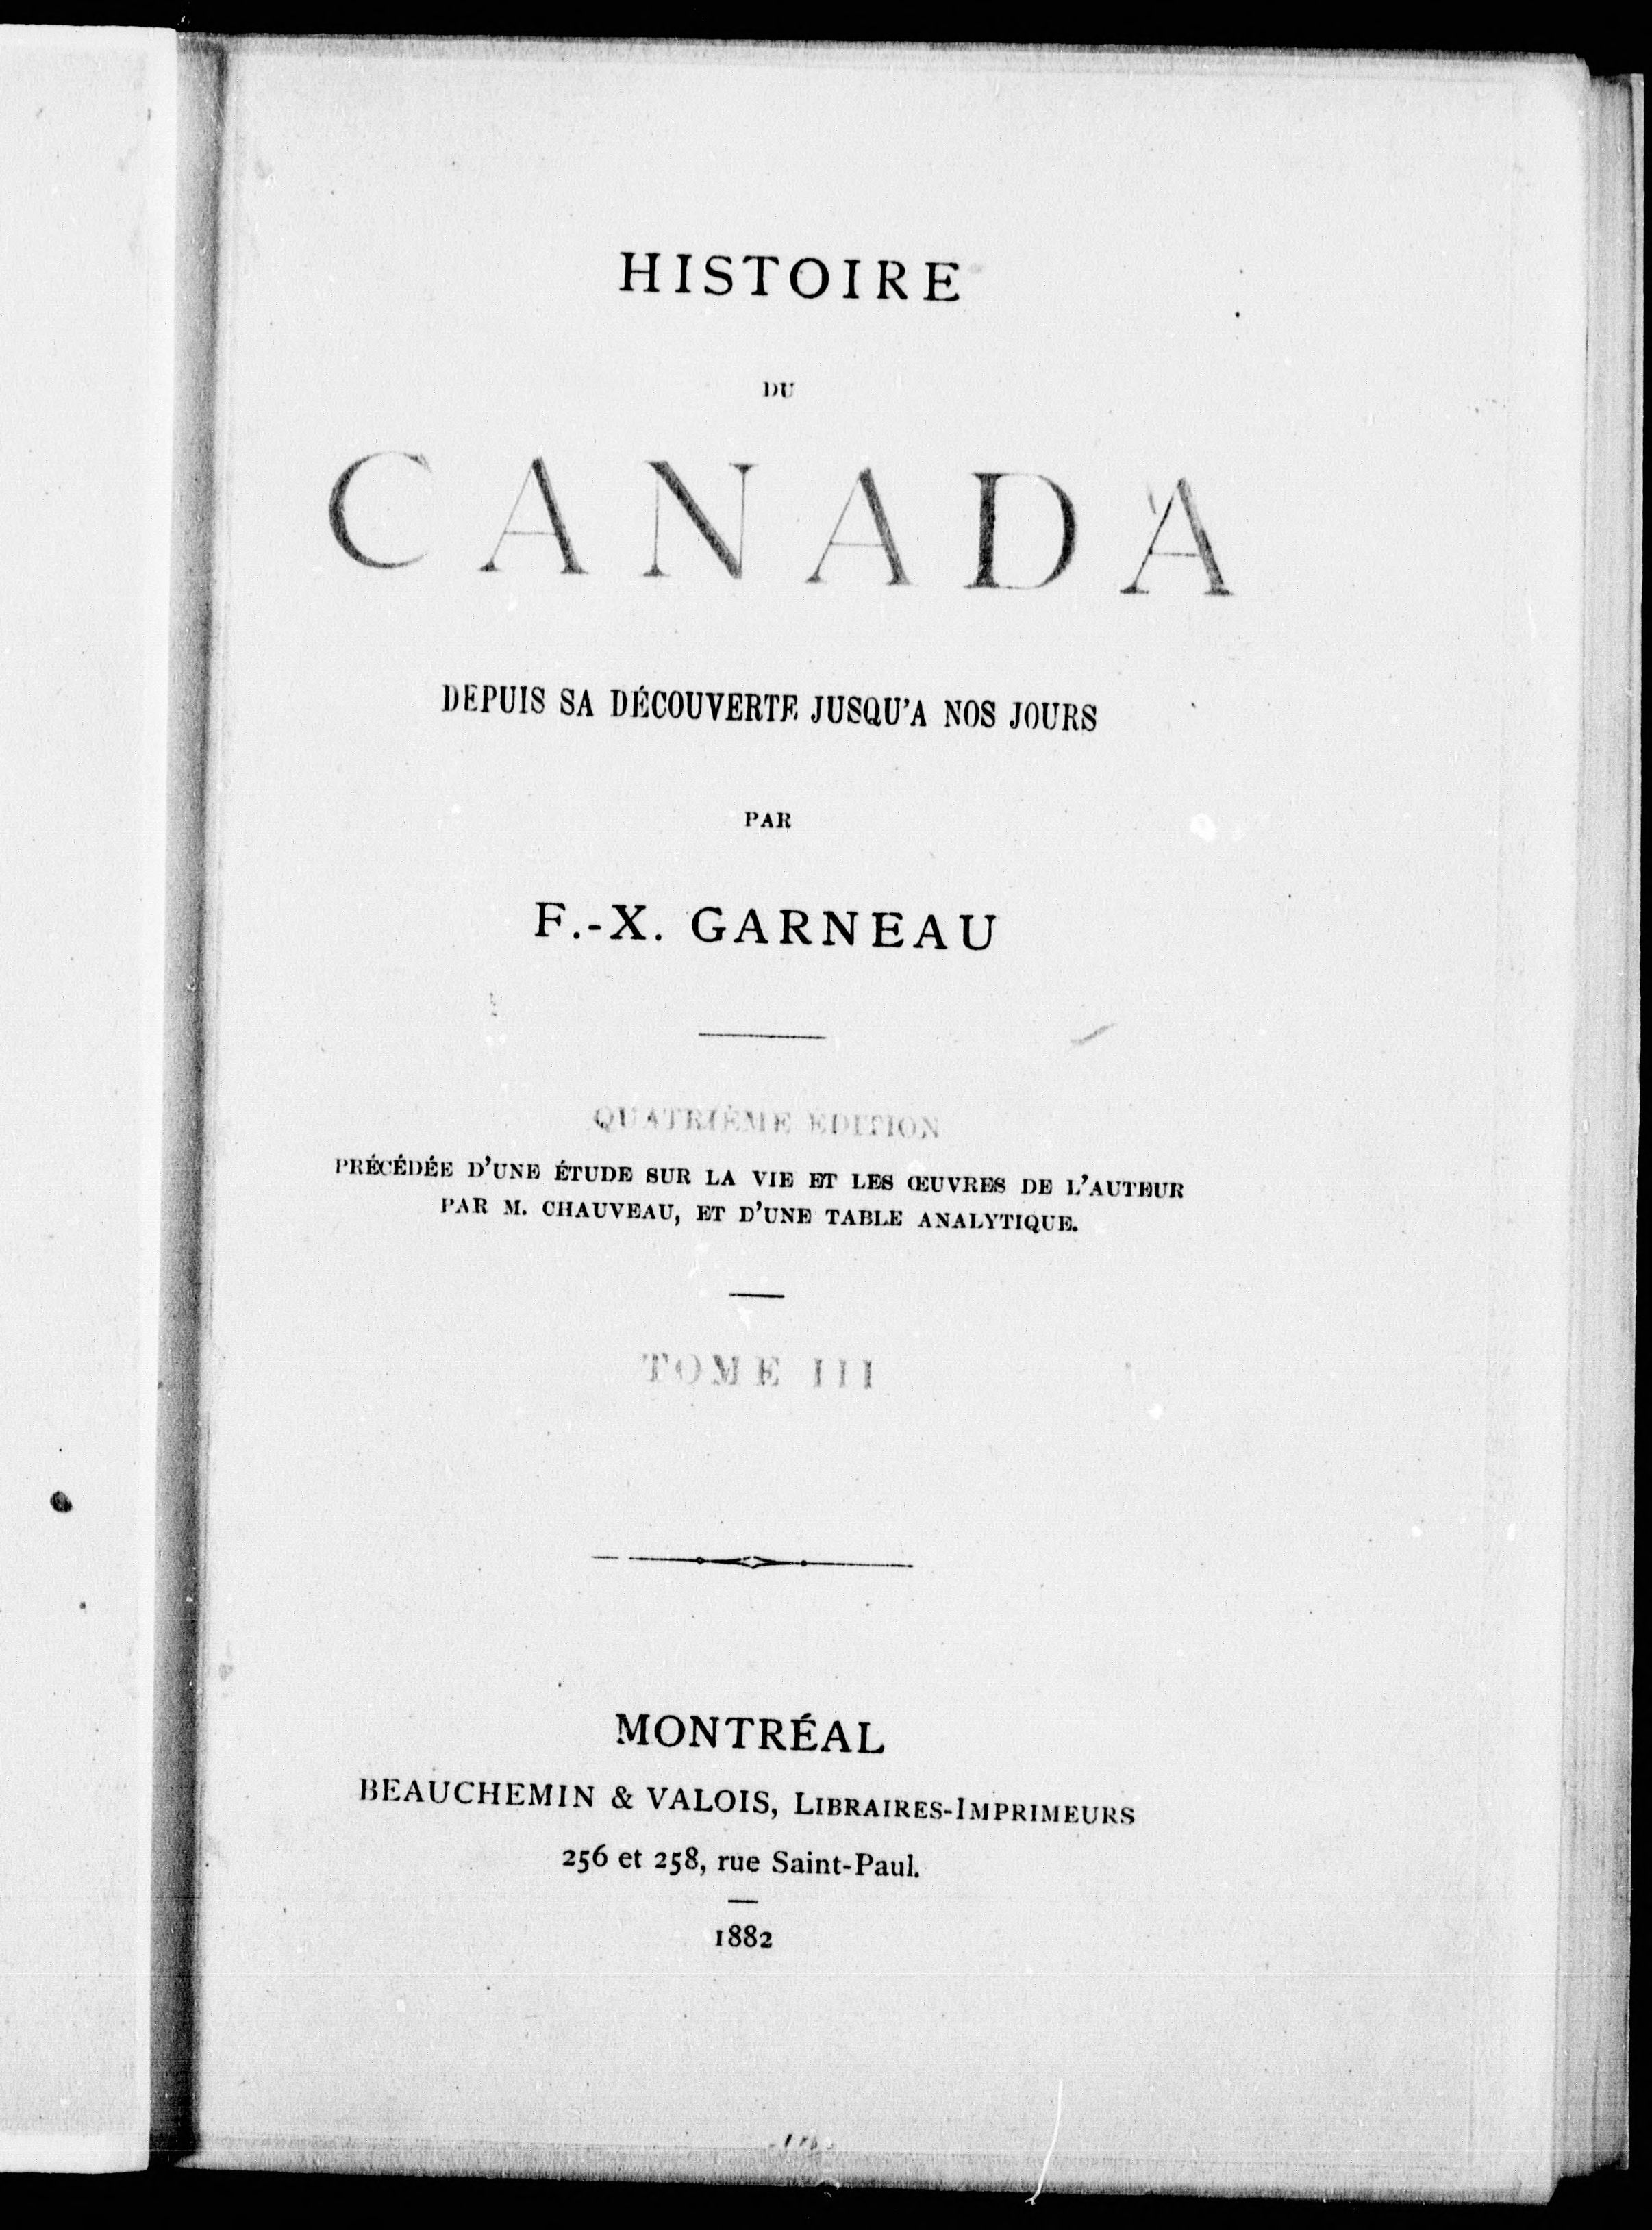 HISTOIRE
DU
CANADA
DEPUIS SA DÉCOUVERTE JUSQU'A NOS JOURS
PAR
F.-X. GARNEAU
QUATRIÈME EDITION
PRÉCÉDÉE D'UNE ÉTUDE SUR LA VIE ET LES ŒUVRES DE L'AUTEUR
PAR M. CHAUVEAU, ET D'UNE TABLE ANALYTIQUE.
TOME III
MONTRÉAL
BEAUCHEMIN & VALOIS, LIBRAIRES-IMPRIMEURS
256 et 258, rue Saint-Paul.
1882